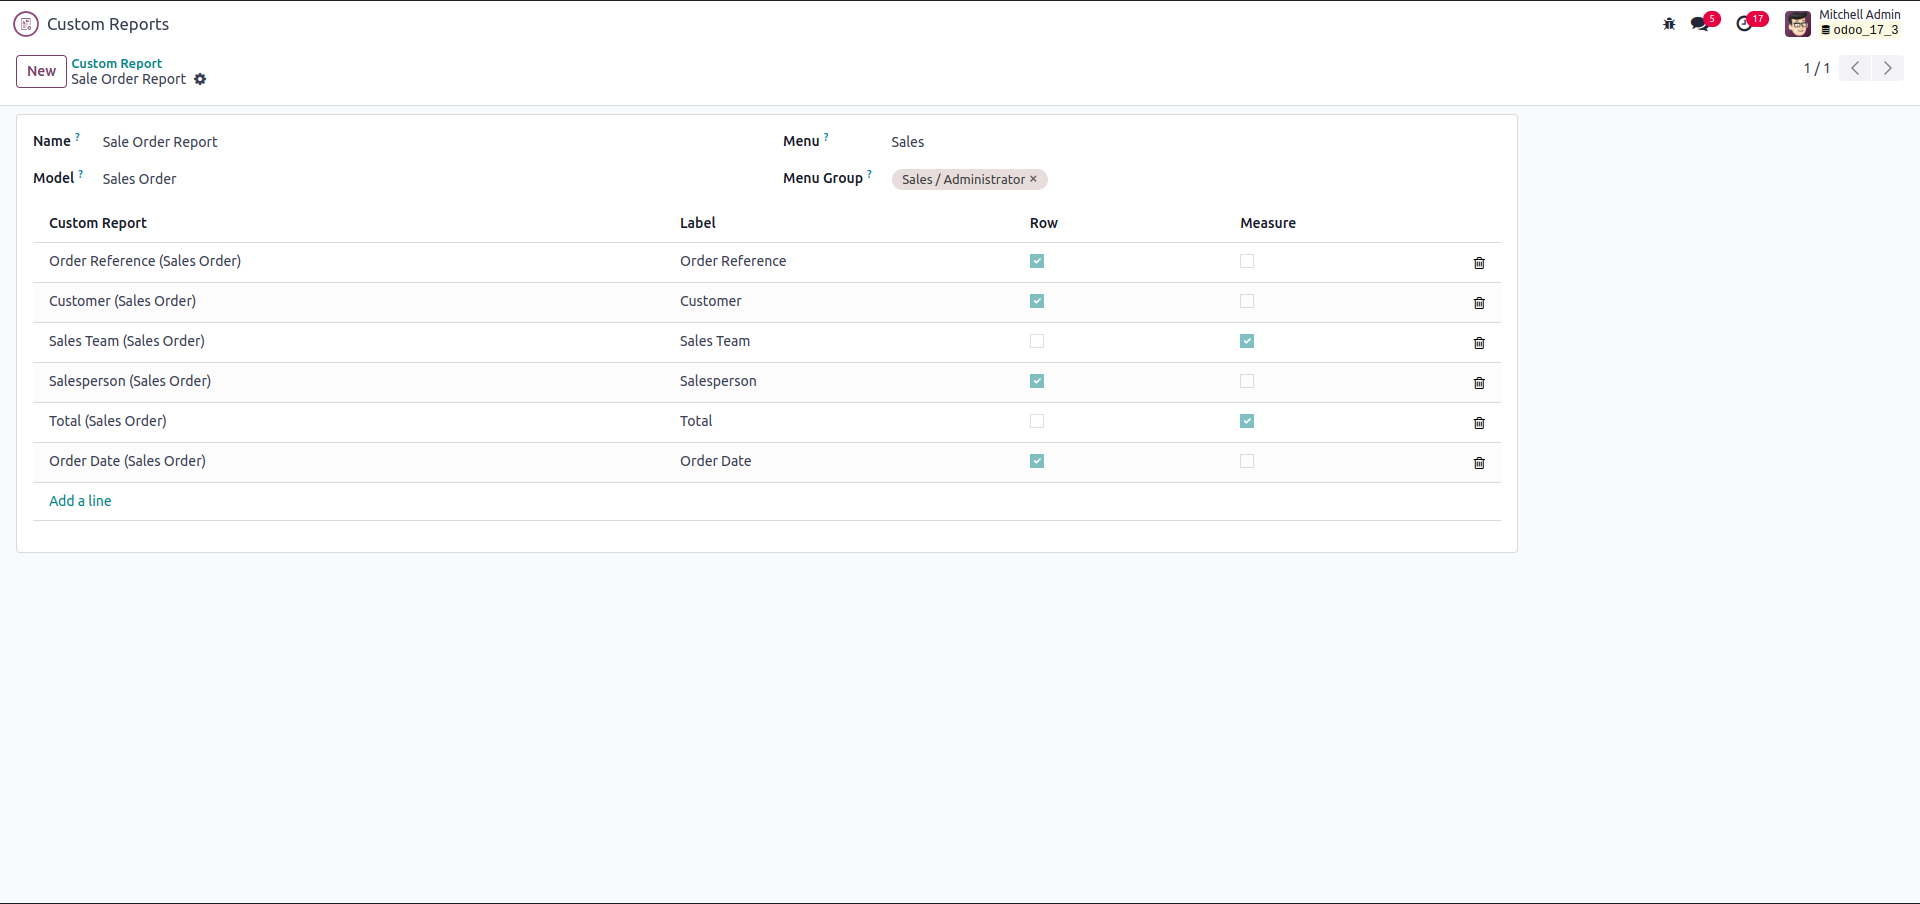 Custom Reports
5
17
Mitchell Admin
odoo_17_3
New
Custom Report
Sale Order Report
1 / 1
Name ? Sale Order Report
Menu ? Sales
Model ? Sales Order
Menu Group ? Sales / Administrator ×
Custom Report Label Row Measure
Order Reference (Sales Order) Order Reference
Customer (Sales Order) Customer
Sales Team (Sales Order) Sales Team
Salesperson (Sales Order) Salesperson
Total (Sales Order) Total
Order Date (Sales Order) Order Date
Add a line